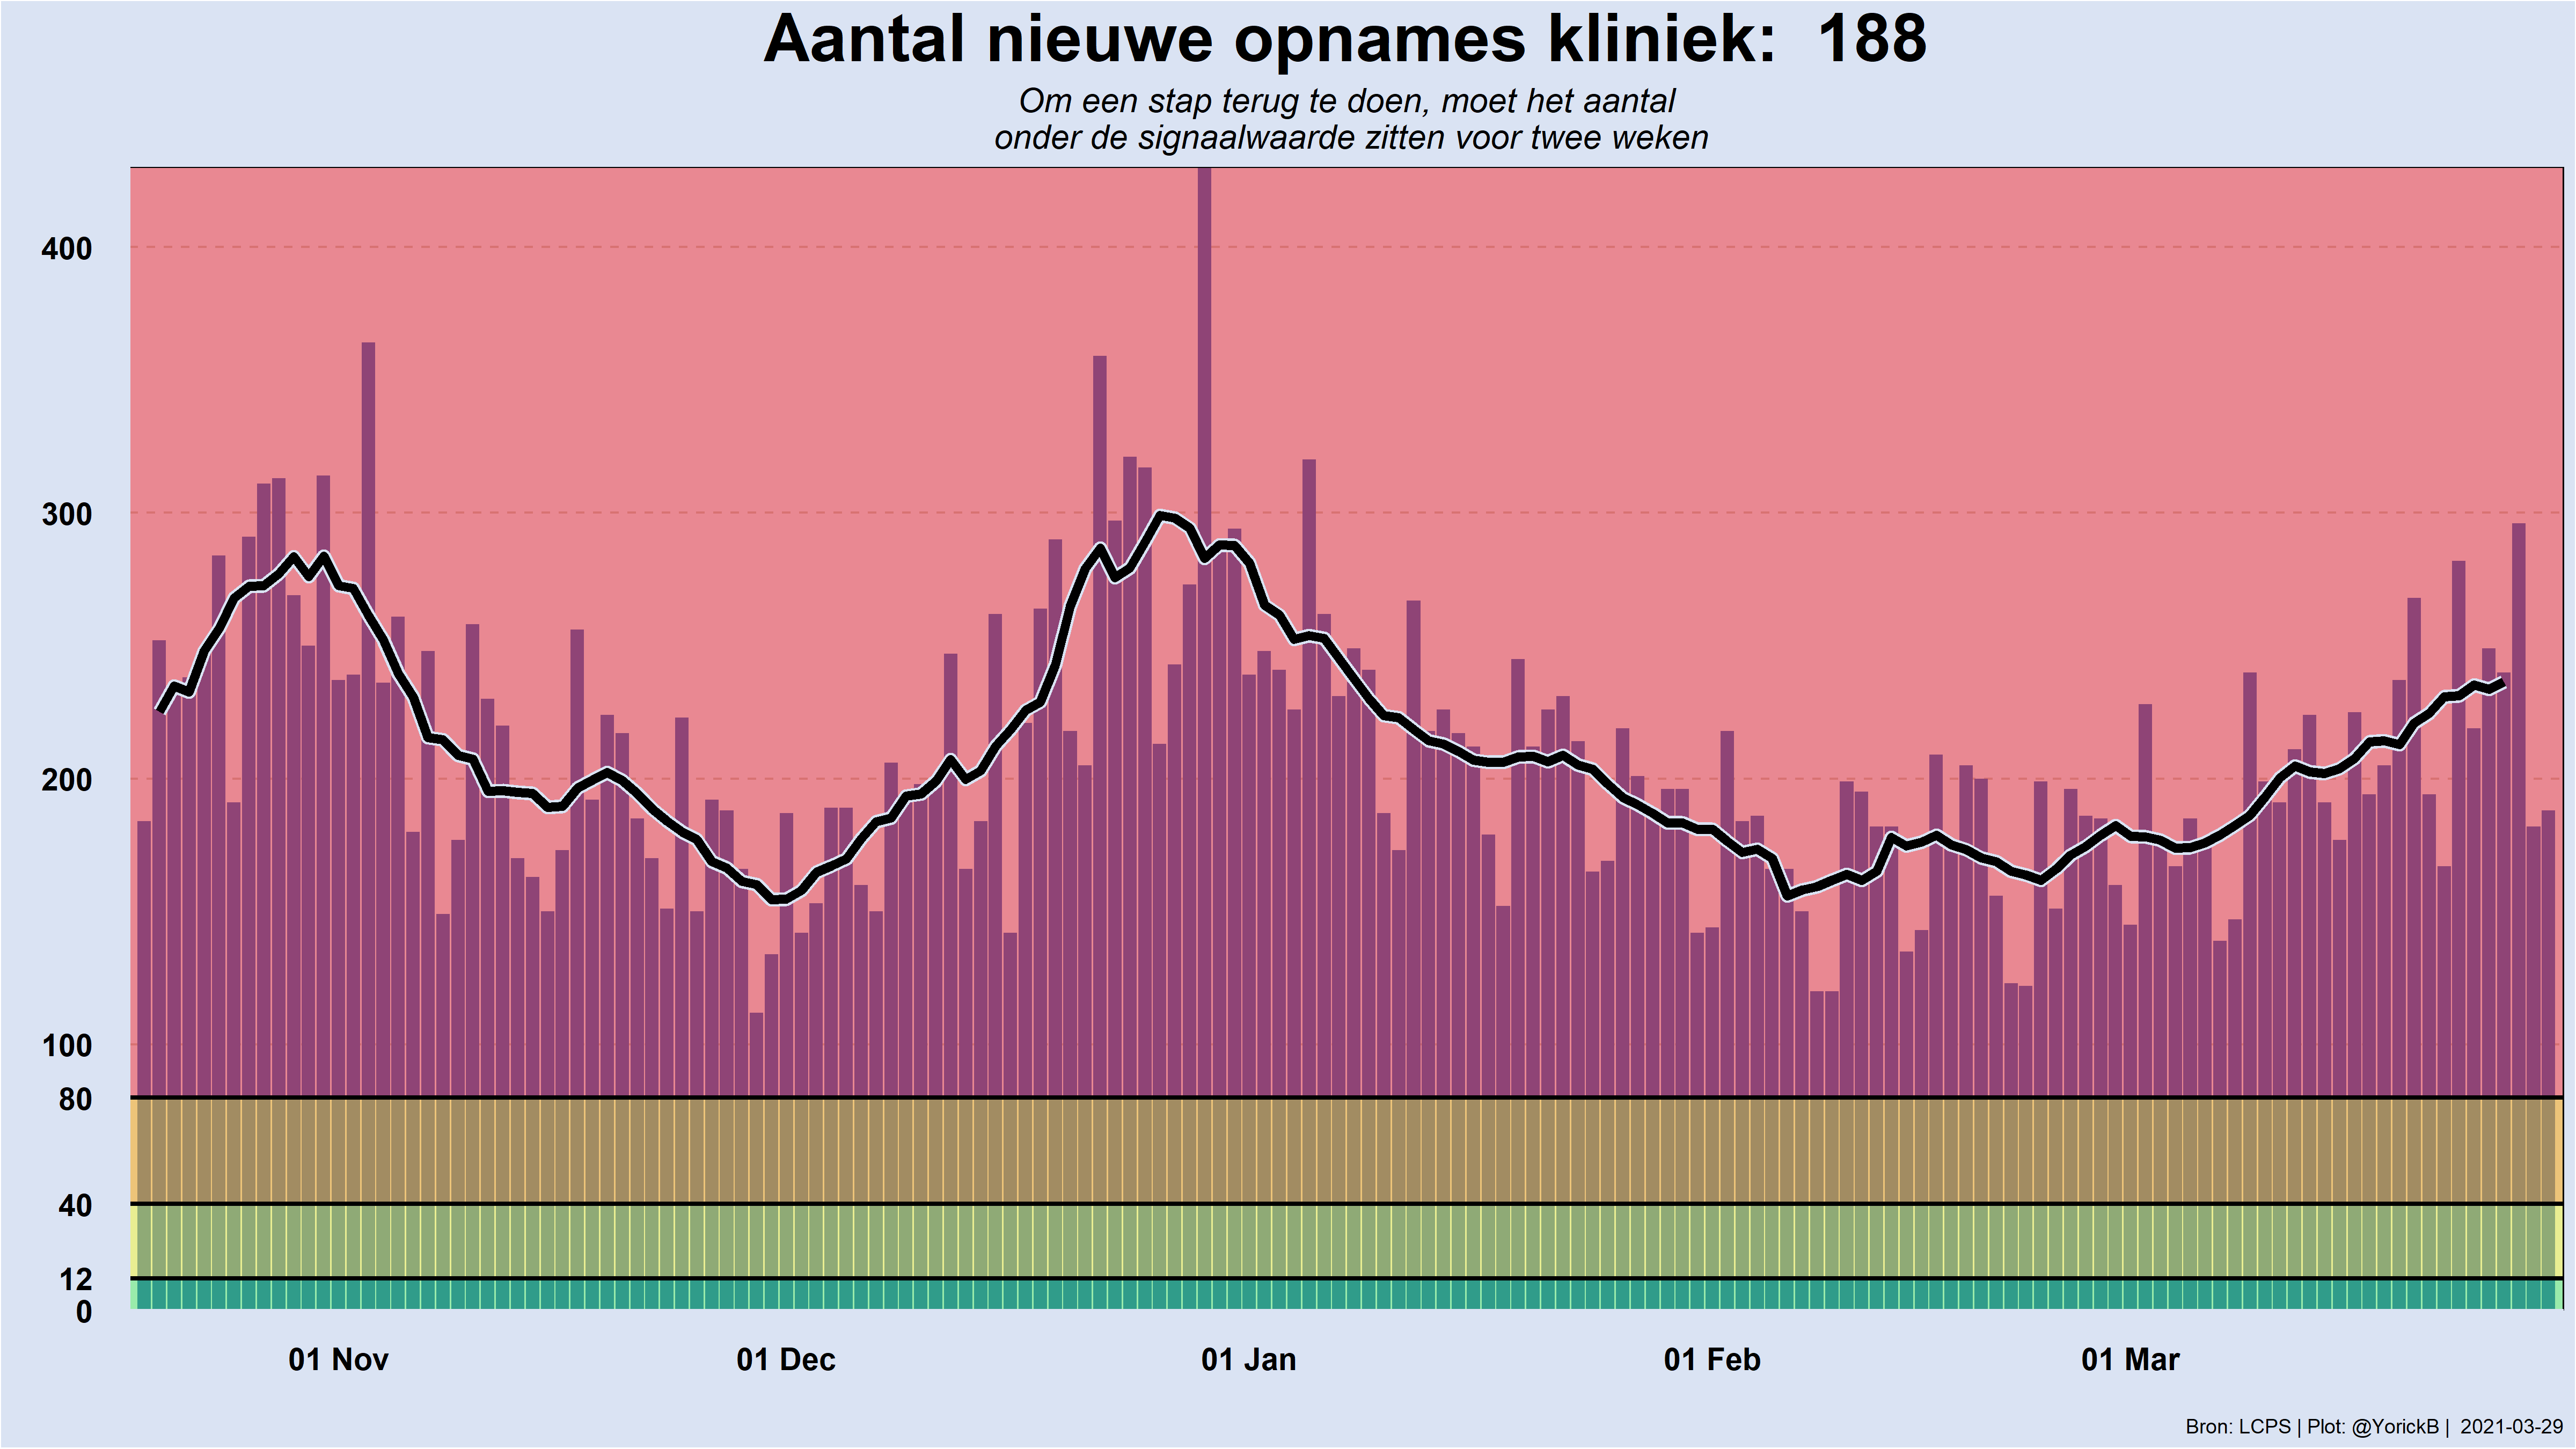 Aantal nieuwe opnames kliniek:  188
Om een stap terug te doen, moet het aantal
onder de signaalwaarde zitten voor twee weken
400
300
200
100
80
40
12
0
01 Nov
01 Dec
01 Jan
01 Feb
01 Mar
Bron: LCPS | Plot: @YorickB |  2021-03-29